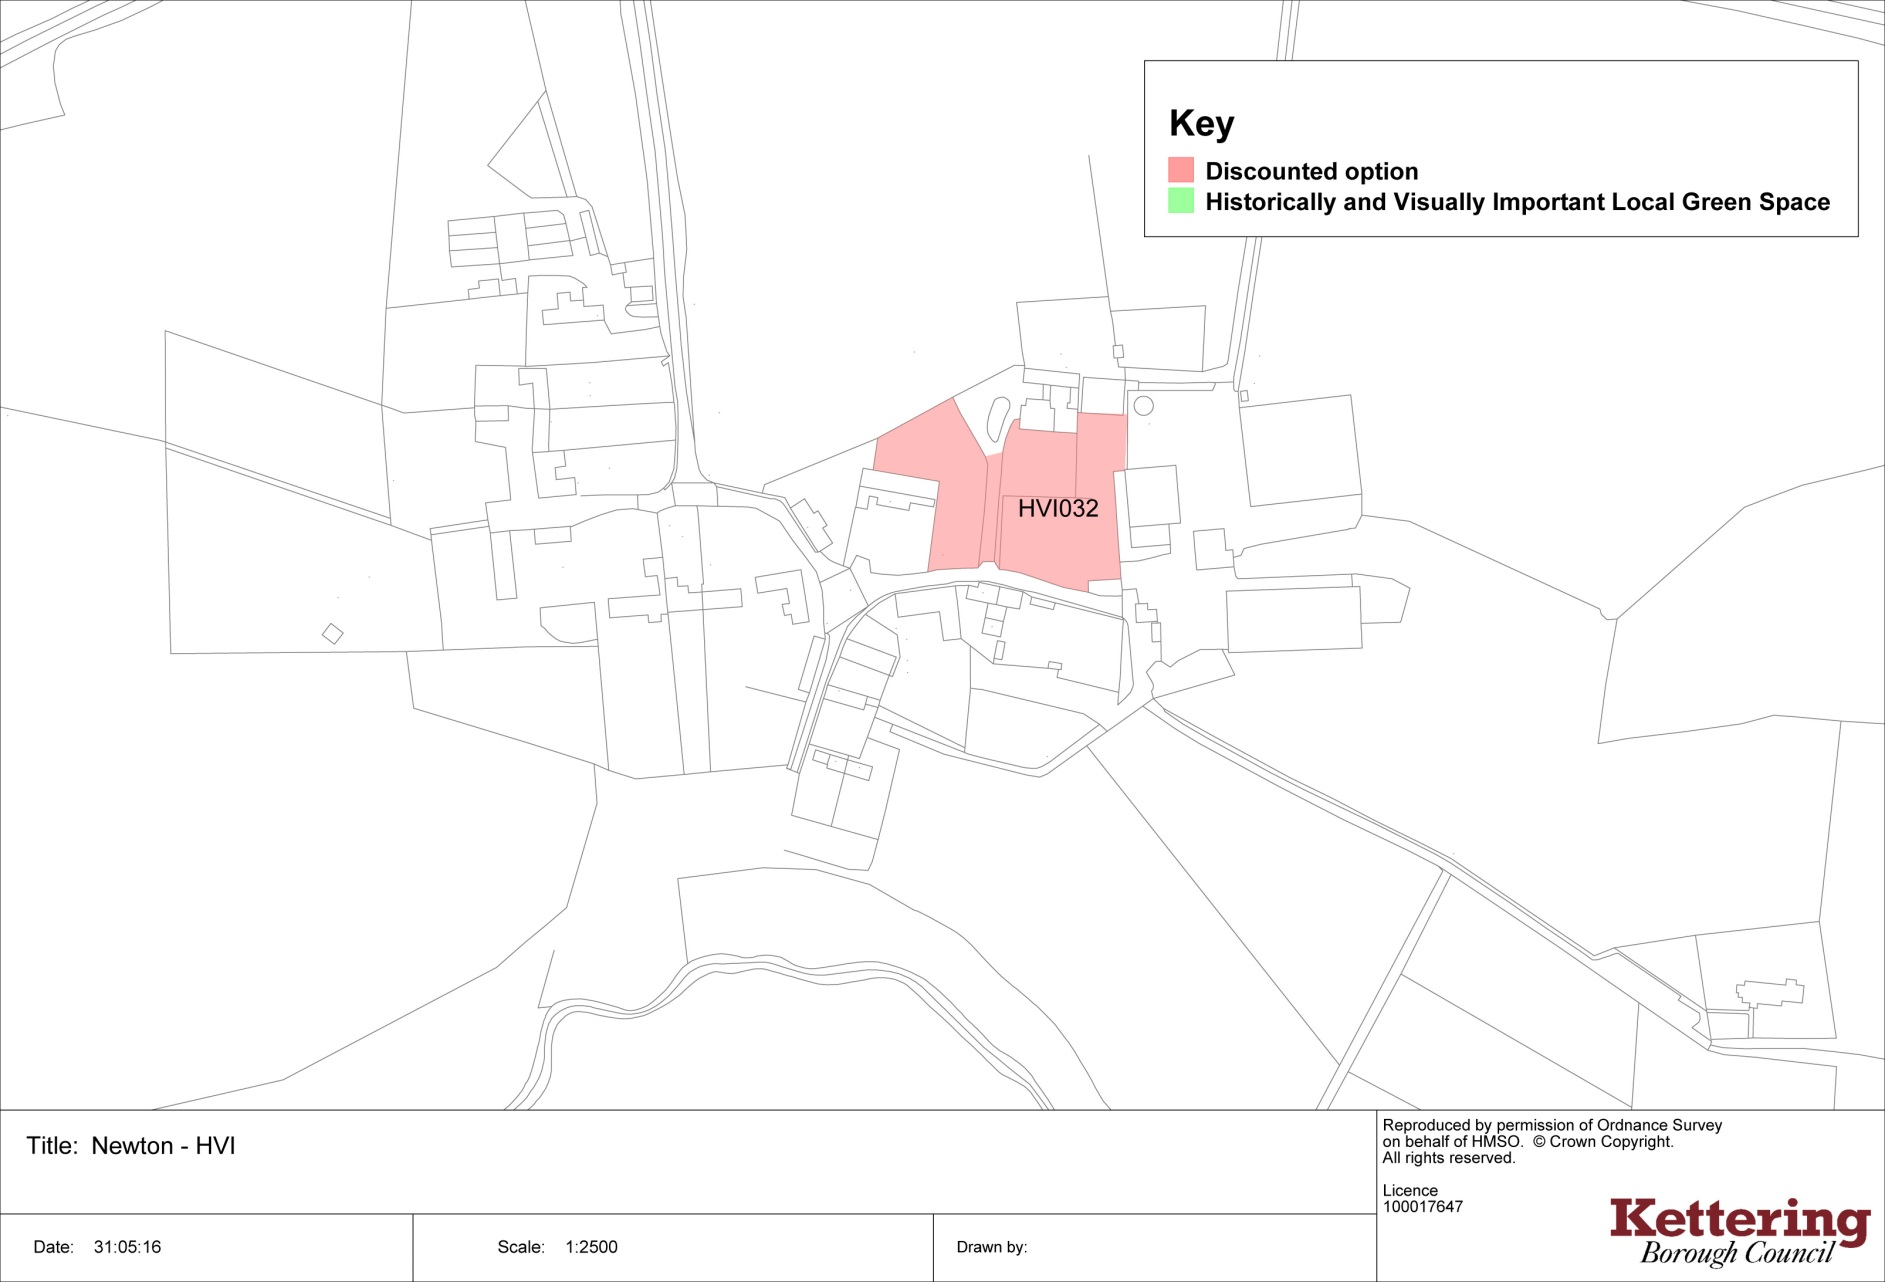 Key
Discounted option
Historically and Visually Important Local Green Space
HVI032
Title: Newton - HVI
Date: 31:05:16
Scale: 1:2500
Drawn by:
Reproduced by permission of Ordnance Survey
on behalf of HMSO. © Crown Copyright.
All rights reserved.
Licence
100017647
Kettering
Borough Council